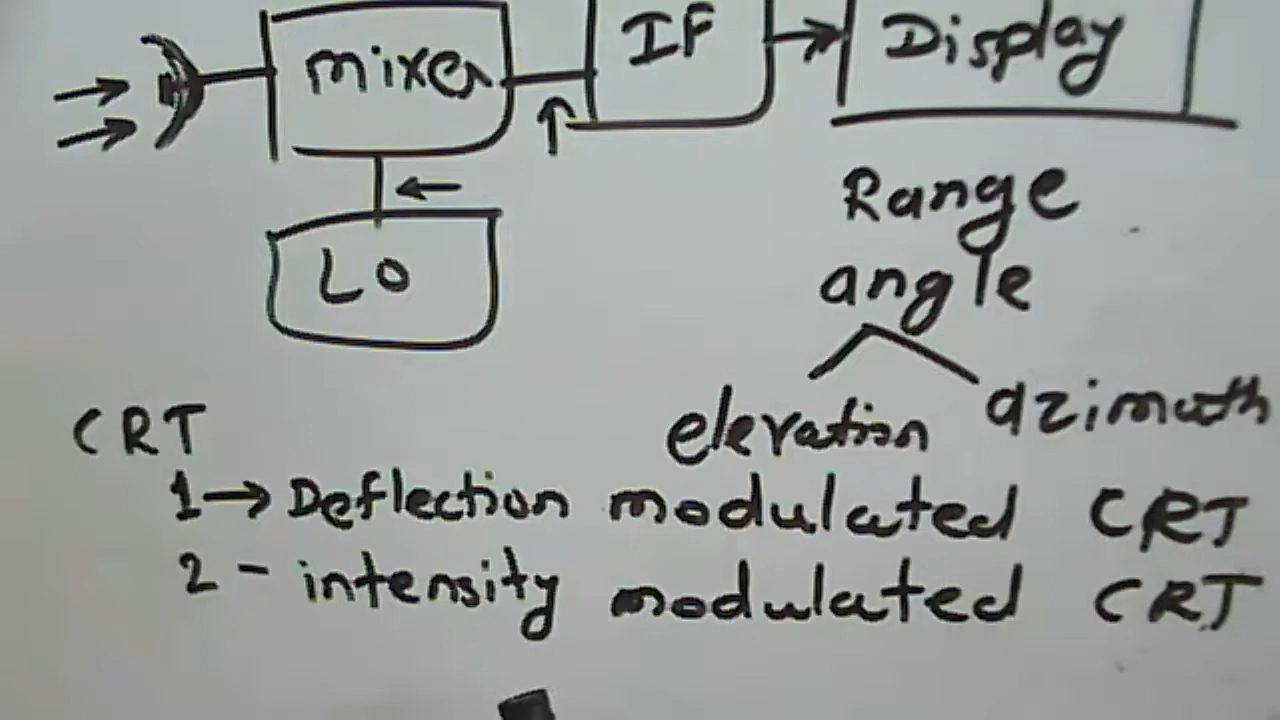 mixer IF Display
LO
Range
angle
elevation azimuth
CRT
1→ Deflection modulated CRT
2 - intensity modulated CRT